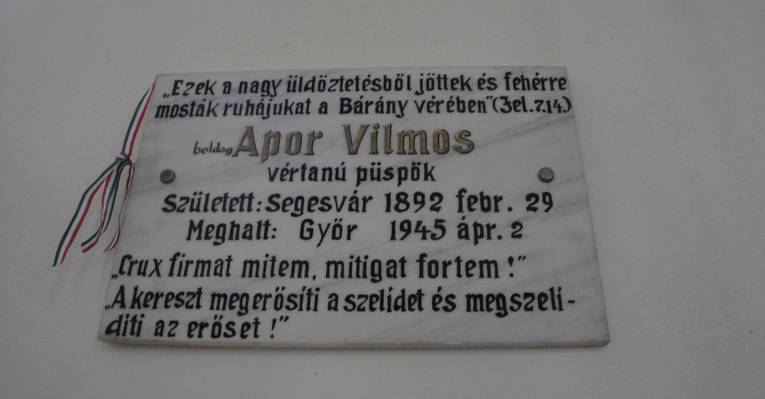 „Ezek a nagy üldöztetésből jöttek és fehérre
mosták ruhájukat a Bárány vérében" (Jel.7.14.)
boldog Apor Vilmos
vértanú püspök
Született: Segesvár 1892 febr. 29
Meghalt: Győr 1945 ápr. 2
„Crux firmat mitem, mitigat fortem!"
„A kereszt megerősíti a szelídet és megszelí-
díti az erőset!"